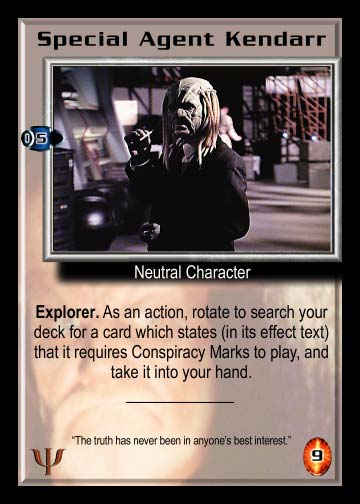 Special Agent Kendarr
5
Neutral Character
Explorer. As an action, rotate to search your
deck for a card which states (in its effect text)
that it requires Conspiracy Marks to play, and
take it into your hand.
"The truth has never been in anyone's best interest."
9